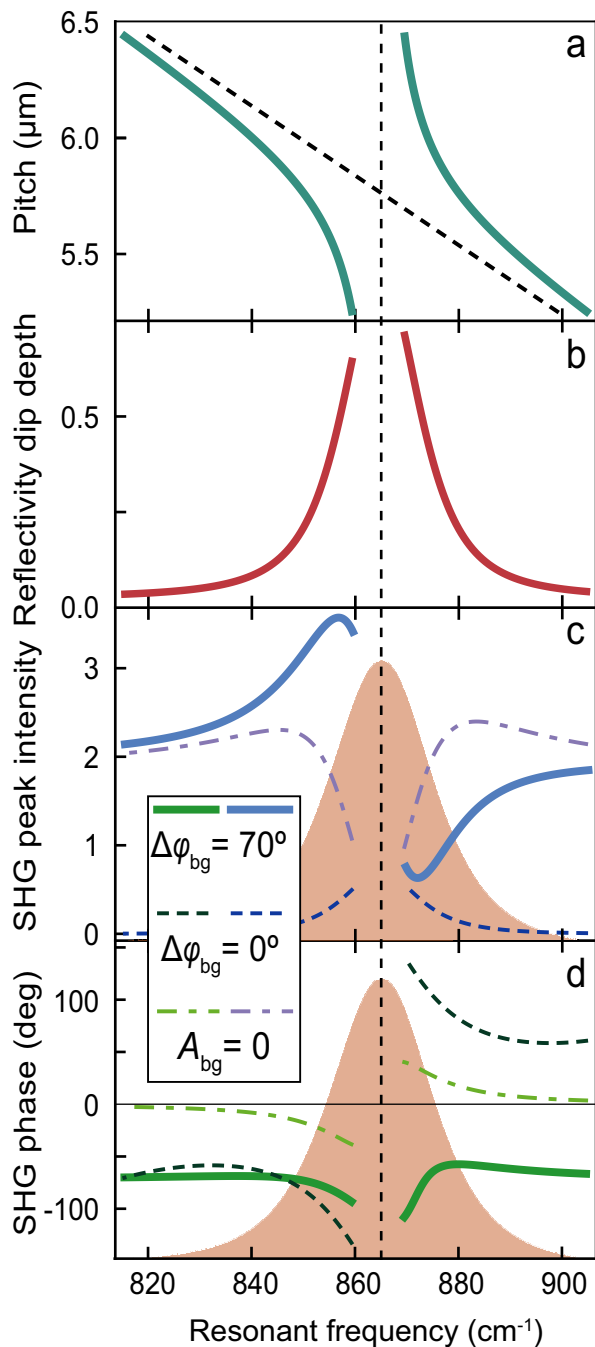 6.5
6.0
5.5
Pitch (μm)
a
0.5
0.0
Reflectivity dip depth
b
3
2
1
0
SHG peak intensity
c
Δφbg = 70º
Δφbg = 0º
Abg = 0
100
0
-100
SHG phase (deg)
d
820 840 860 880 900
Resonant frequency (cm⁻¹)